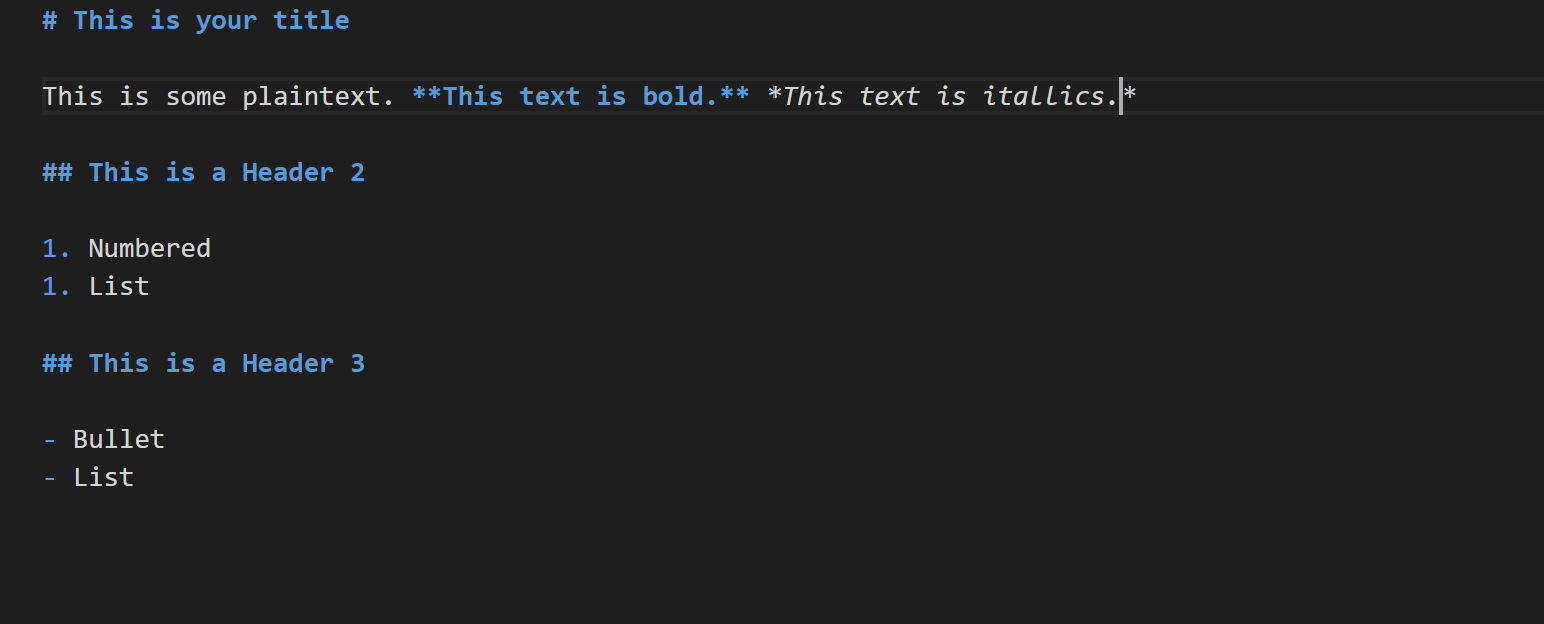 # This is your title
This is some plaintext. **This text is bold.** *This text is itallics.*
## This is a Header 2
1. Numbered
1. List
## This is a Header 3
- Bullet
- List